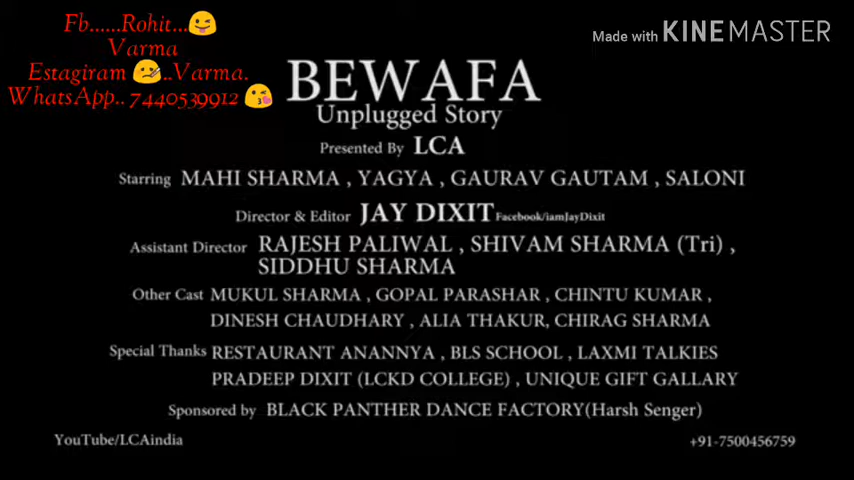 Fb......Rohit...😜
Varma
Estagiram 🤒..Varma.
WhatsApp.. 7440539912 😘
Made with KINEMASTER
BEWAFA
Unplugged Story
Presented By LCA
Starring MAHI SHARMA , YAGYA , GAURAV GAUTAM , SALONI
Director & Editor JAY DIXIT Facebook/iamJayDixit
Assistant Director RAJESH PALIWAL , SHIVAM SHARMA (Tri) ,
SIDDHU SHARMA
Other Cast MUKUL SHARMA , GOPAL PARASHAR , CHINTU KUMAR ,
DINESH CHAUDHARY , ALIA THAKUR, CHIRAG SHARMA
Special Thanks RESTAURANT ANANNYA , BLS SCHOOL , LAXMI TALKIES
PRADEEP DIXIT (LCKD COLLEGE) , UNIQUE GIFT GALLARY
Sponsored by BLACK PANTHER DANCE FACTORY(Harsh Senger)
YouTube/LCAindia
+91-7500456759